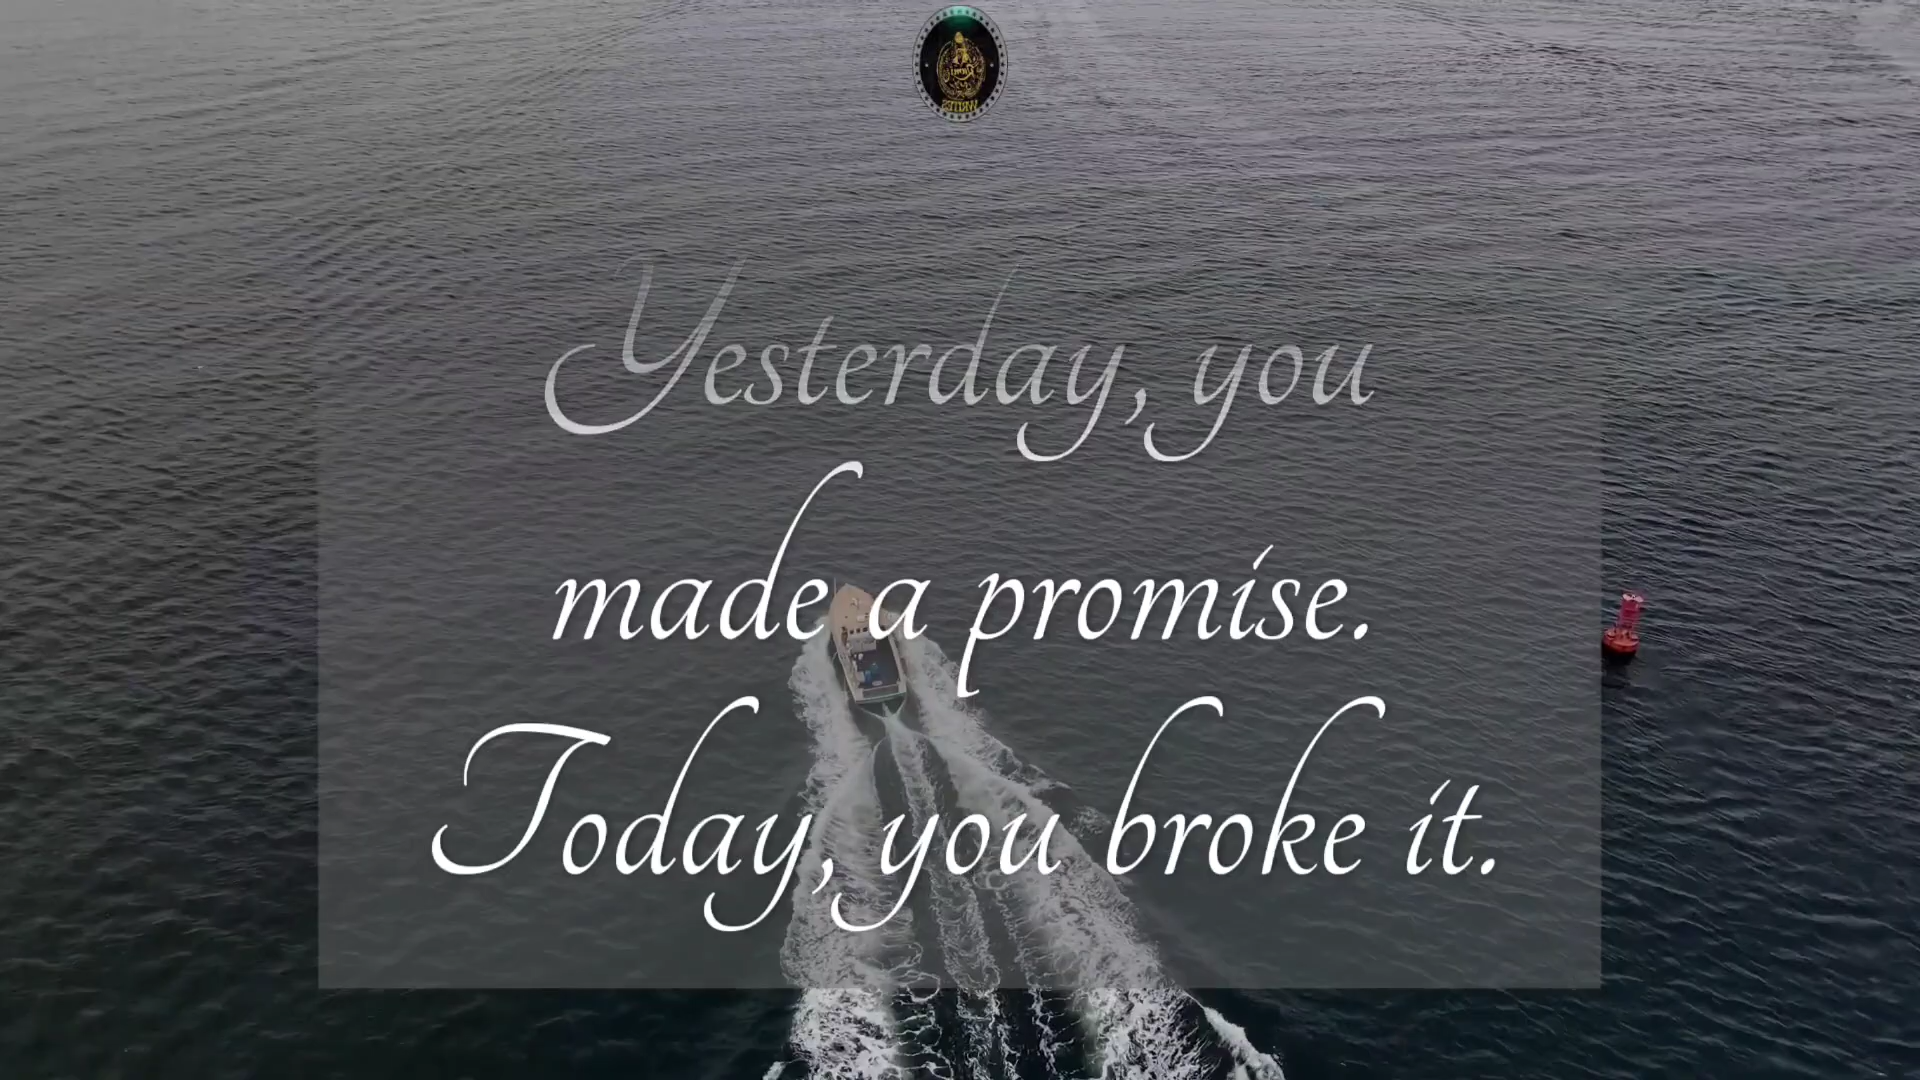 Yesterday, you
made a promise.
Today, you broke it.